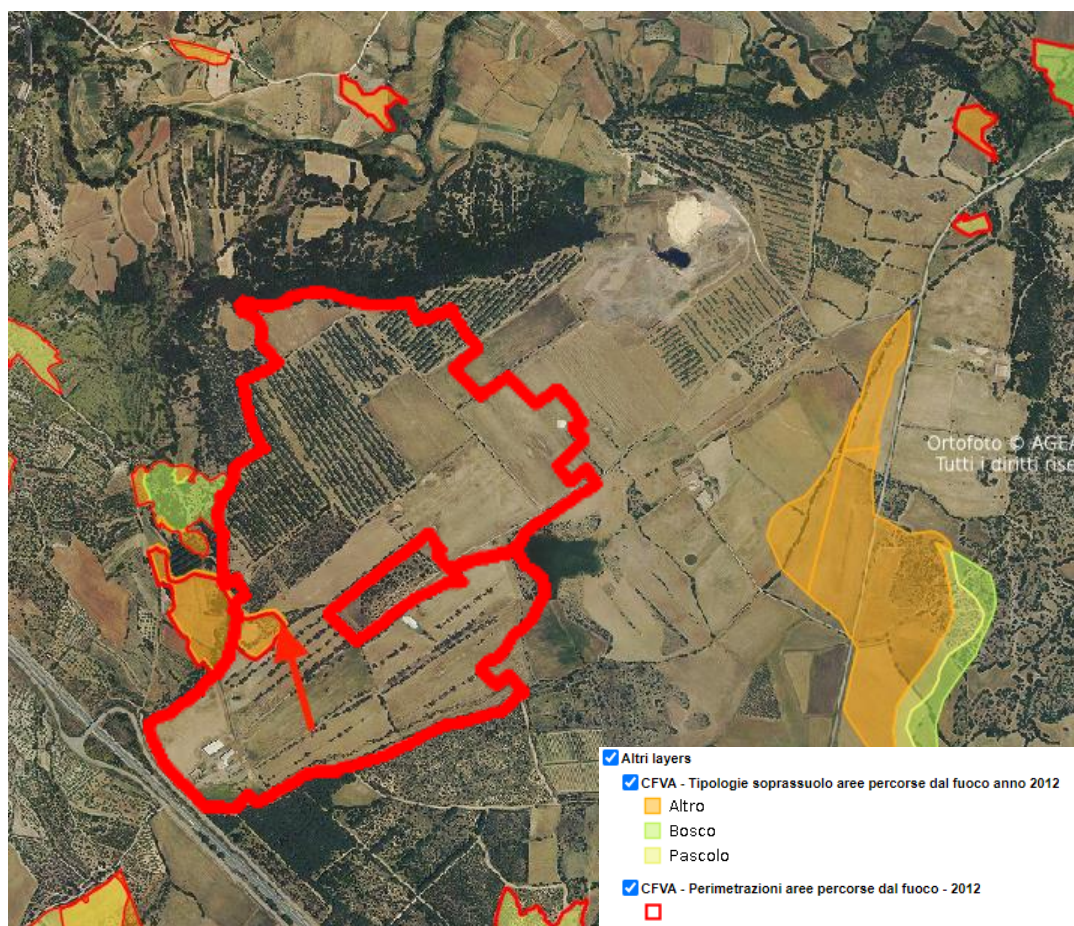 Ortofoto © AGEA
Tutti i diritti rise
Altri layers
CFVA - Tipologie soprassuolo aree percorse dal fuoco anno 2012
Altro
Bosco
Pascolo
CFVA - Perimetrazioni aree percorse dal fuoco - 2012